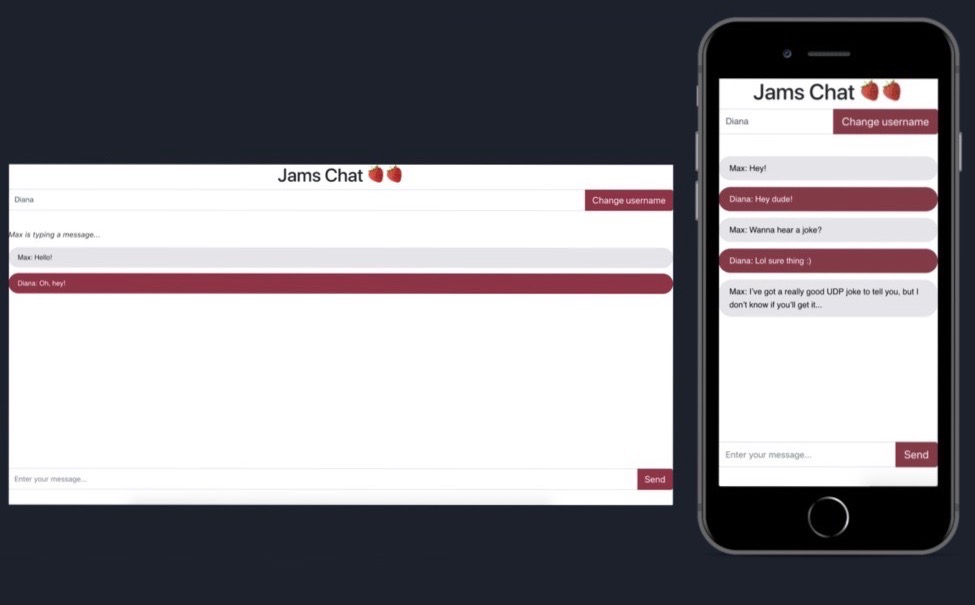 Jams Chat 🍓🍓
Diana
Change username
Max is typing a message...
Max: Hello!
Diana: Oh, hey!
Enter your message...
Send
Jams Chat 🍓🍓
Diana
Change username
Max: Hey!
Diana: Hey dude!
Max: Wanna hear a joke?
Diana: Lol sure thing :)
Max: I've got a really good UDP joke to tell you, but I
don't know if you'll get it...
Enter your message...
Send